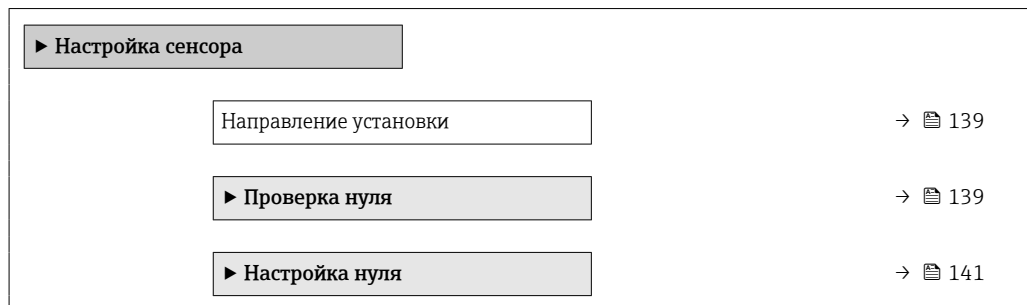 ▶ Настройка сенсора
Направление установки → 139
▶ Проверка нуля → 139
▶ Настройка нуля → 141